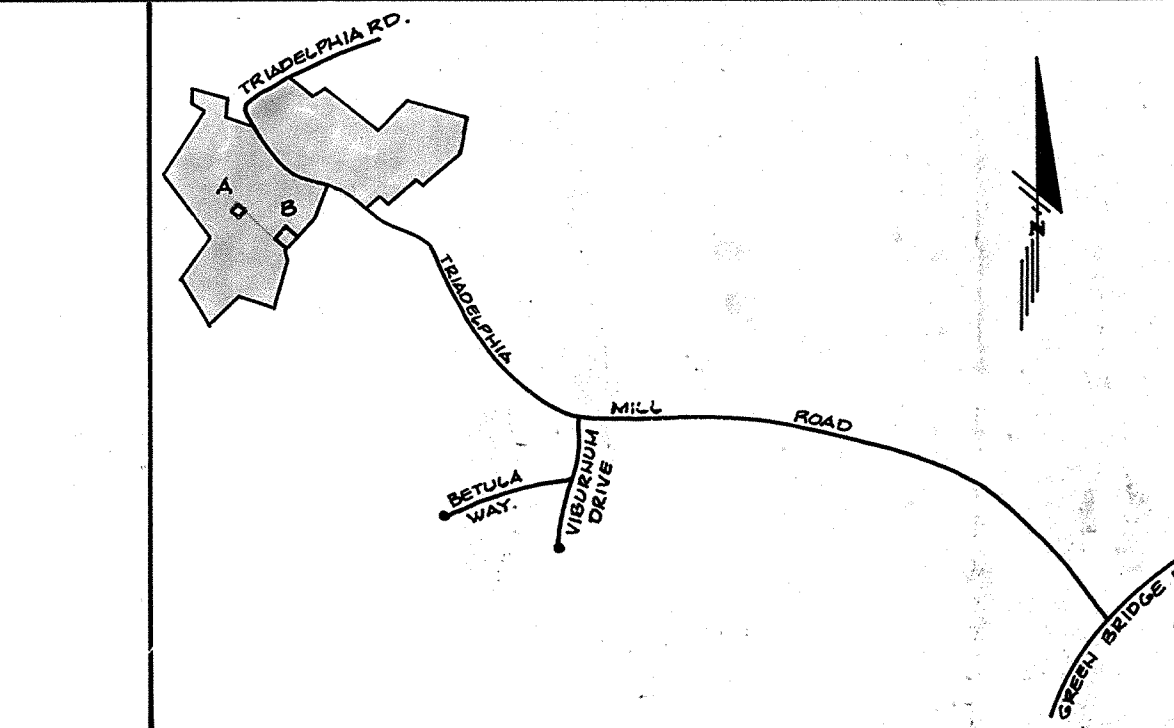 TRIADELPHIA RD.
A
B
N
TRIADELPHIA
MILL
ROAD
BETULA
WAY.
VIBURNUM
DRIVE
GREEN BRIDGE